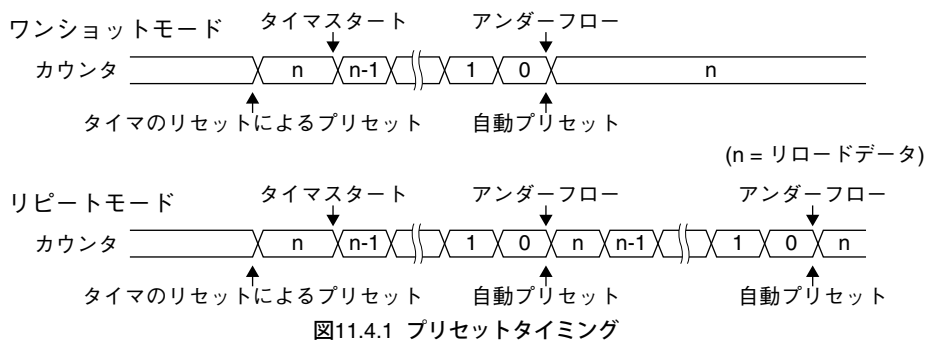 ワンショットモード
タイマスタート アンダーフロー
カウンタ n n-1 1 0 n
タイマのリセットによるプリセット 自動プリセット
(n = リロードデータ)
リピートモード
タイマスタート アンダーフロー アンダーフロー
カウンタ n n-1 1 0 n n-1 1 0 n
タイマのリセットによるプリセット 自動プリセット 自動プリセット
図11.4.1 プリセットタイミング